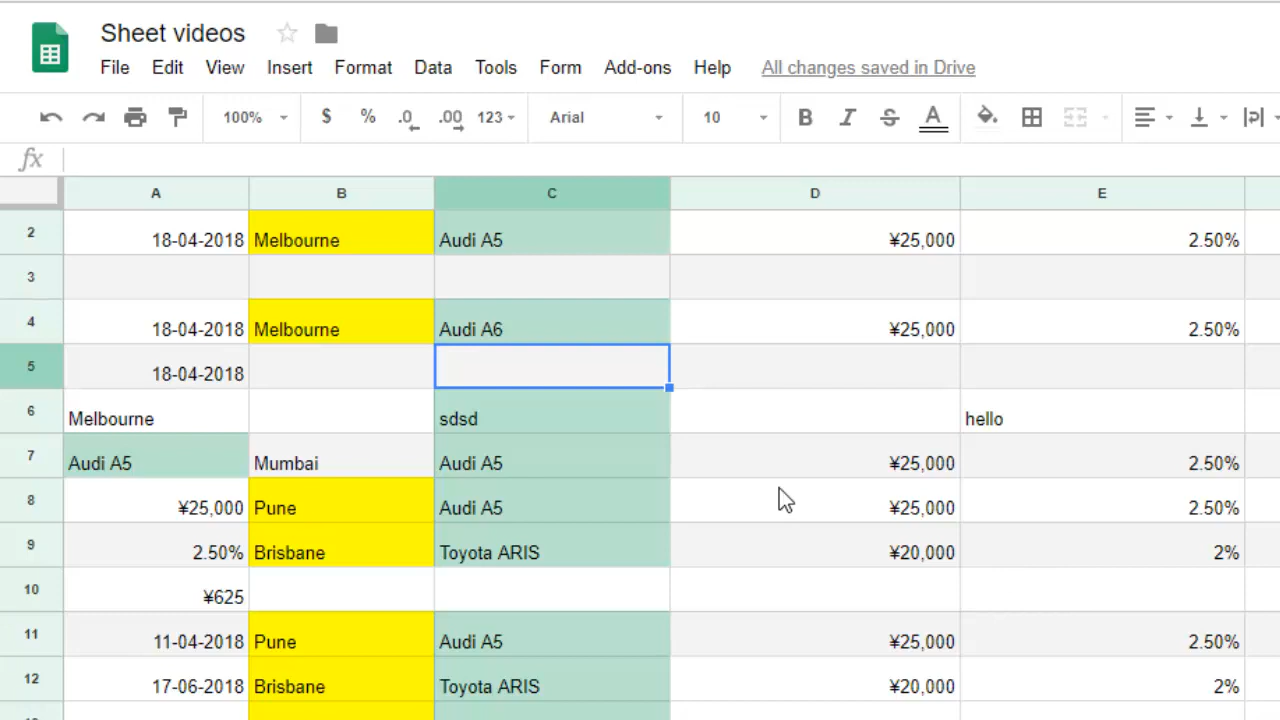 Sheet videos
File Edit View Insert Format Data Tools Form Add-ons Help All changes saved in Drive
100% $ % .0 .00 123 Arial 10 B I S A
fx
A B C D E
2 18-04-2018 Melbourne Audi A5 ¥25,000 2.50%
3
4 18-04-2018 Melbourne Audi A6 ¥25,000 2.50%
5 18-04-2018
6 Melbourne sdsd hello
7 Audi A5 Mumbai Audi A5 ¥25,000 2.50%
8 ¥25,000 Pune Audi A5 ¥25,000 2.50%
9 2.50% Brisbane Toyota ARIS ¥20,000 2%
10 ¥625
11 11-04-2018 Pune Audi A5 ¥25,000 2.50%
12 17-06-2018 Brisbane Toyota ARIS ¥20,000 2%